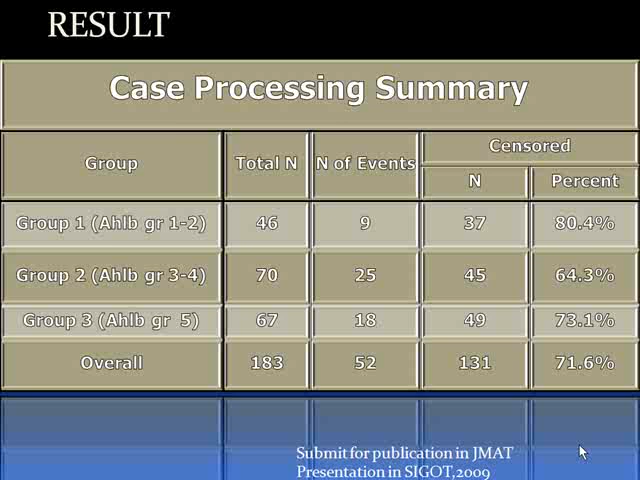 RESULT
Case Processing Summary
Group Total N N of Events Censored
N Percent
Group 1 (Ahlb gr 1-2) 46 9 37 80.4%
Group 2 (Ahlb gr 3-4) 70 25 45 64.3%
Group 3 (Ahlb gr 5) 67 18 49 73.1%
Overall 183 52 131 71.6%
Submit for publication in JMAT
Presentation in SIGOT,2009